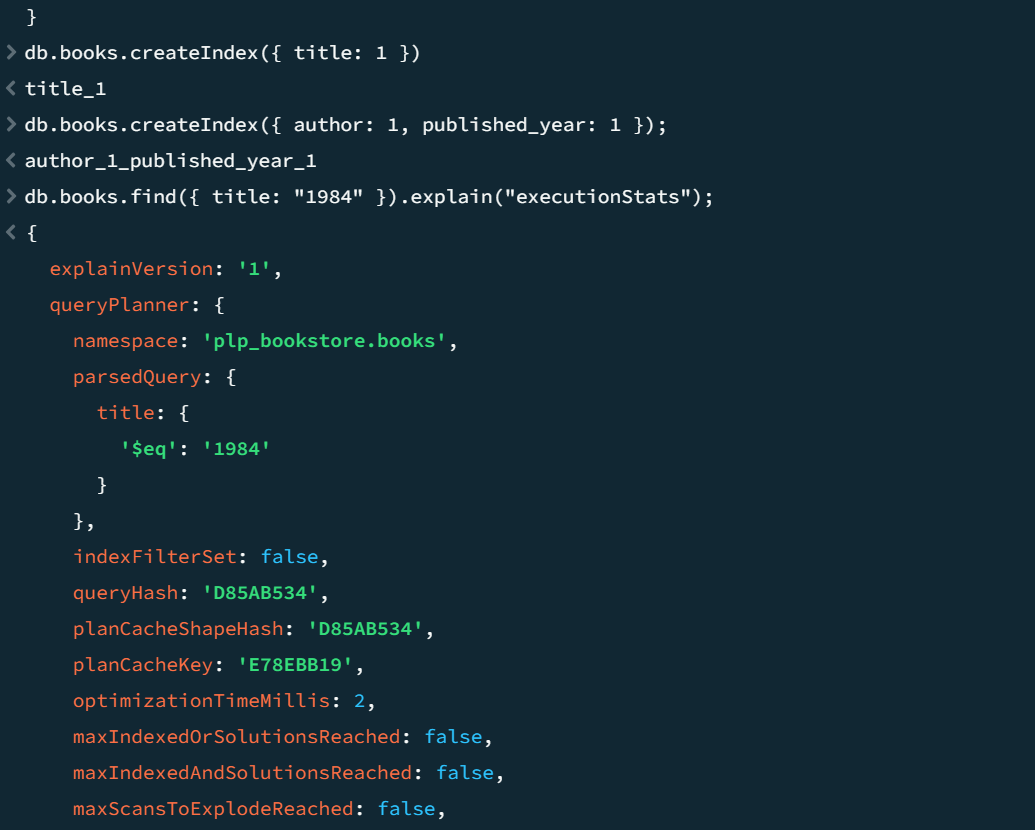 }
> db.books.createIndex({ title: 1 })
< title_1
> db.books.createIndex({ author: 1, published_year: 1 });
< author_1_published_year_1
> db.books.find({ title: "1984" }).explain("executionStats");
< {
explainVersion: '1',
queryPlanner: {
namespace: 'plp_bookstore.books',
parsedQuery: {
title: {
'$eq': '1984'
}
},
indexFilterSet: false,
queryHash: 'D85AB534',
planCacheShapeHash: 'D85AB534',
planCacheKey: 'E78EBB19',
optimizationTimeMillis: 2,
maxIndexedOrSolutionsReached: false,
maxIndexedAndSolutionsReached: false,
maxScansToExplodeReached: false,